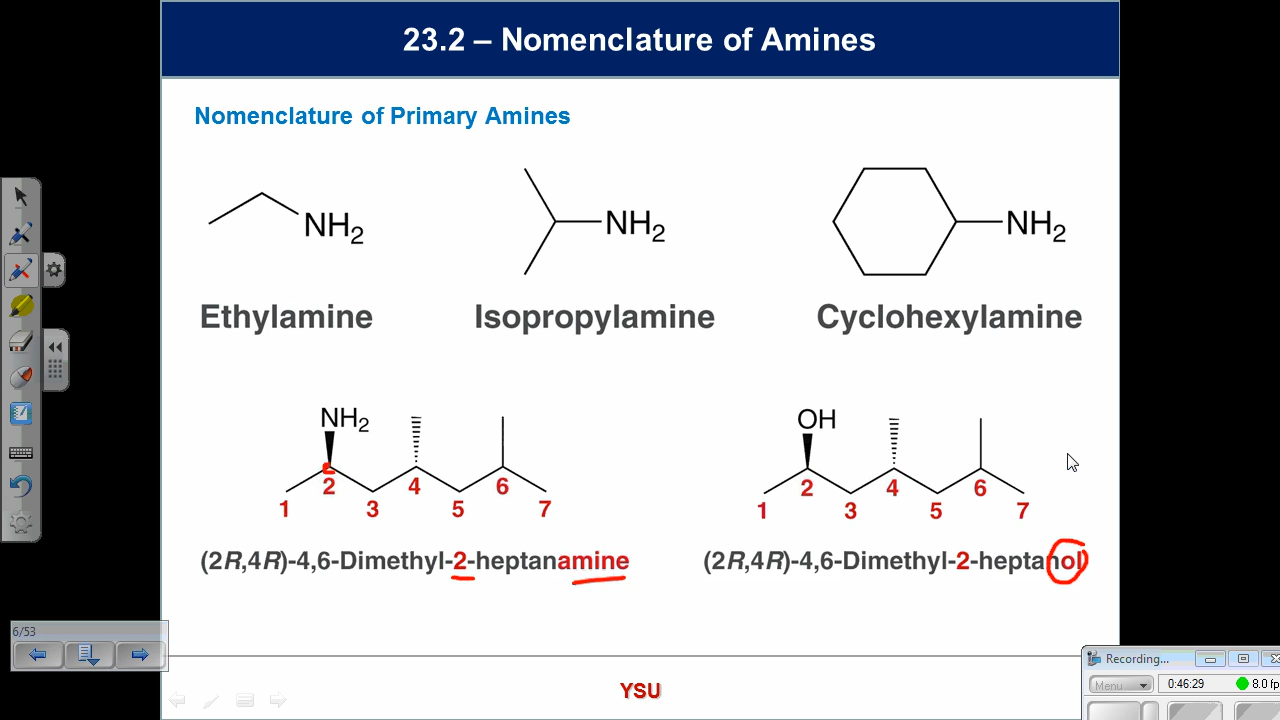 23.2 – Nomenclature of Amines
Nomenclature of Primary Amines
NH2 NH2 NH2
Ethylamine Isopropylamine Cyclohexylamine
NH2 OH
2 4 6 2 4 6
1 3 5 7 1 3 5 7
(2R,4R)-4,6-Dimethyl-2-heptanamine (2R,4R)-4,6-Dimethyl-2-heptanol
6/53
Recording...
Menu 0:46:29 8.0 fp
YSU